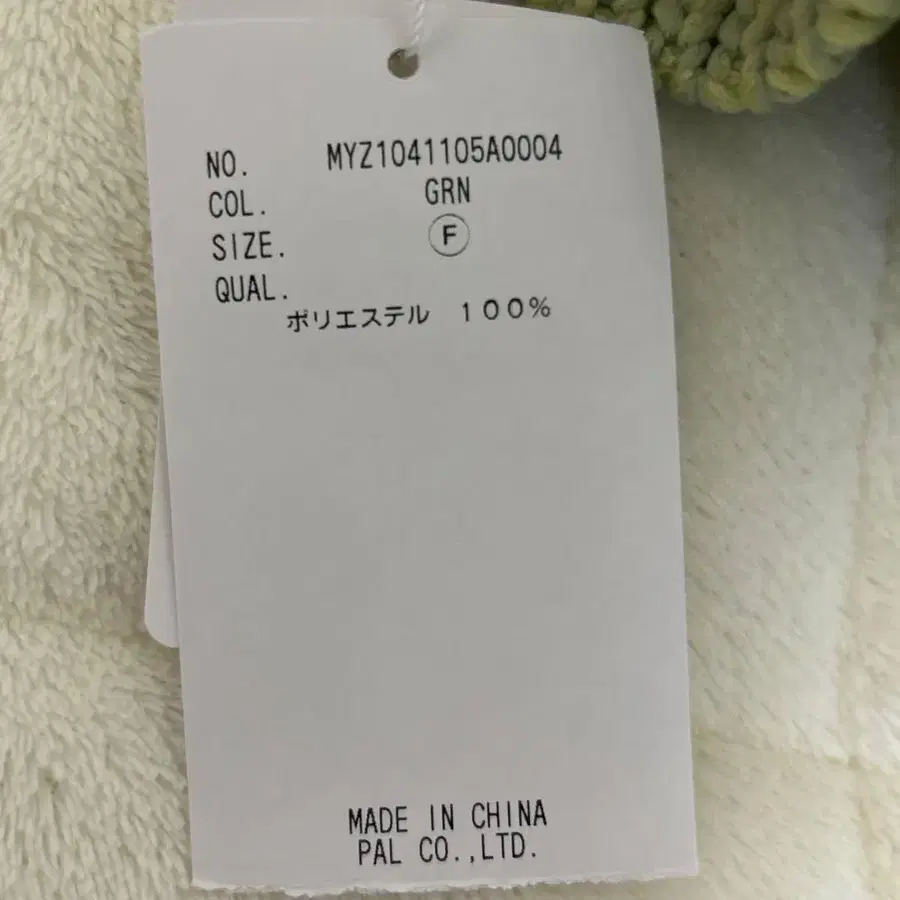 NO. MYZ1041105A0004
COL. GRN
SIZE. Ⓕ
QUAL.
ポリエステル １００％
MADE IN CHINA
PAL CO.,LTD.